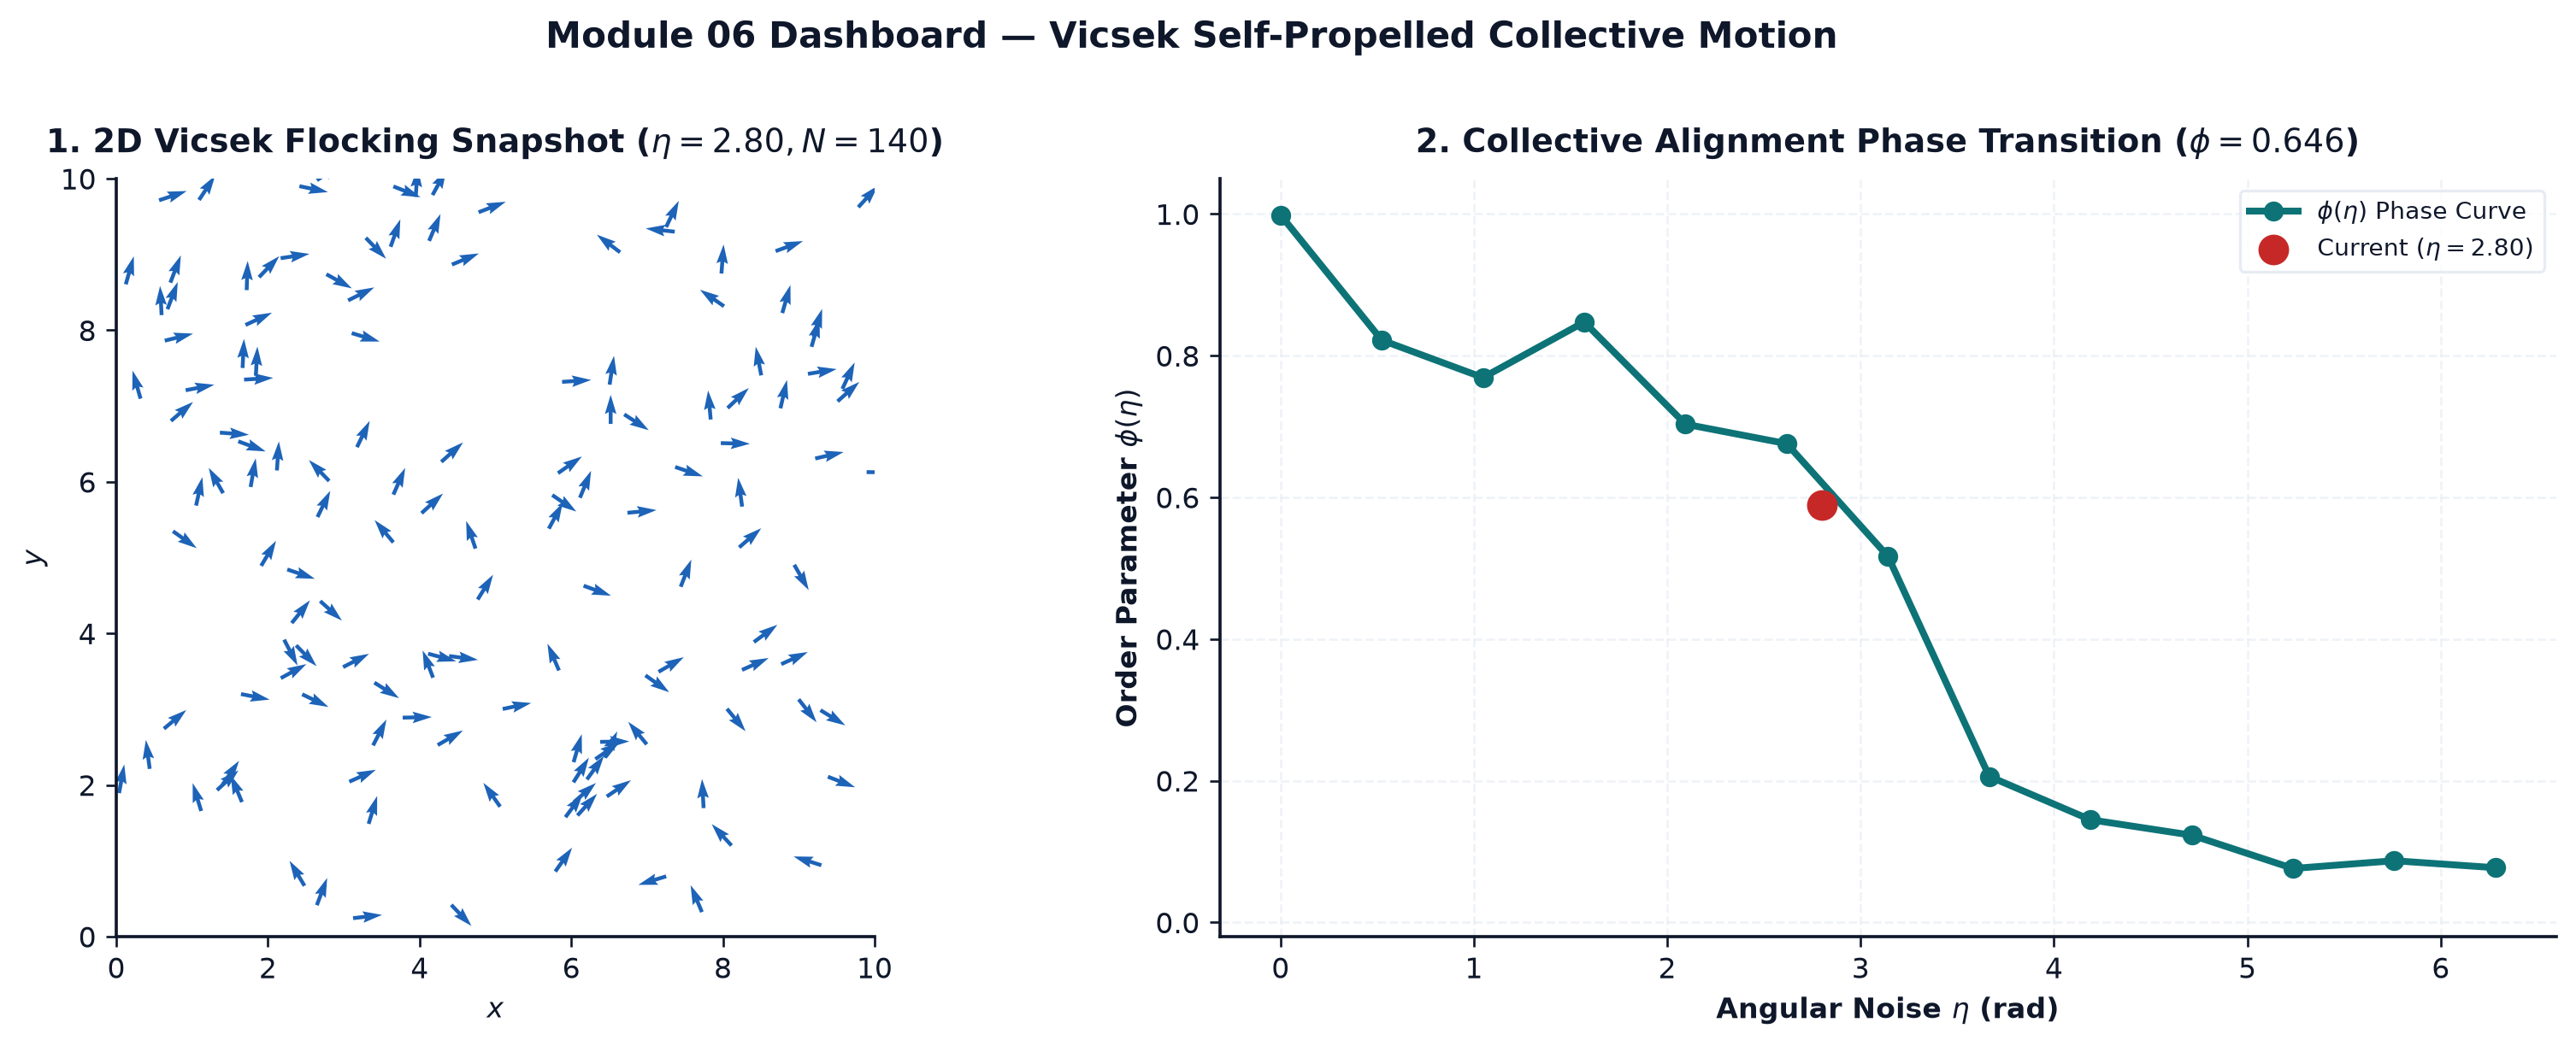 Module 06 Dashboard — Vicsek Self-Propelled Collective Motion
1. 2D Vicsek Flocking Snapshot (η = 2.80, N = 140)
10
8
6
4
2
0
y
0 2 4 6 8 10
x
2. Collective Alignment Phase Transition (ϕ = 0.646)
ϕ(η) Phase Curve
Current (η = 2.80)
1.0
0.8
0.6
0.4
0.2
0.0
Order Parameter ϕ(η)
0 1 2 3 4 5 6
Angular Noise η (rad)